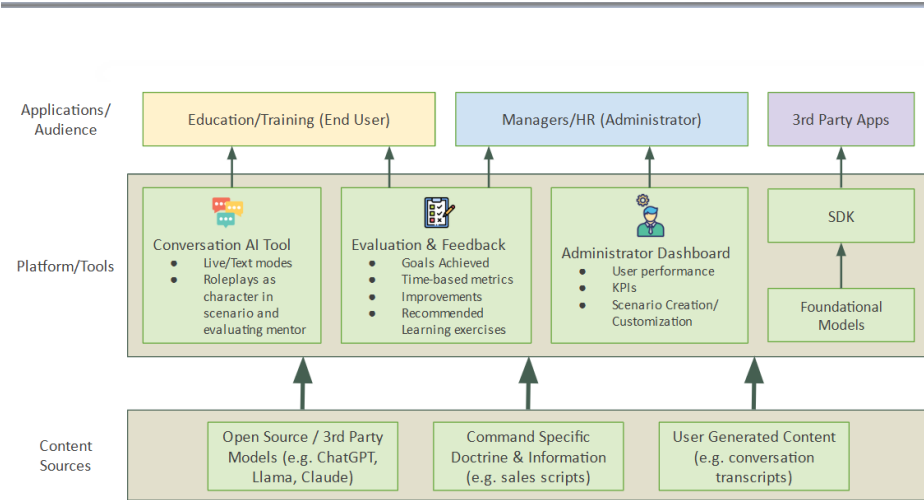 Applications/
Audience
Education/Training (End User)
Managers/HR (Administrator)
3rd Party Apps
Platform/Tools
Conversation AI Tool
● Live/Text modes
● Roleplays as
character in
scenario and
evaluating mentor
Evaluation & Feedback
● Goals Achieved
● Time-based metrics
● Improvements
● Recommended
Learning exercises
Administrator Dashboard
● User performance
● KPIs
● Scenario Creation/
Customization
SDK
Foundational
Models
Content
Sources
Open Source / 3rd Party
Models (e.g. ChatGPT,
Llama, Claude)
Command Specific
Doctrine & Information
(e.g. sales scripts)
User Generated Content
(e.g. conversation
transcripts)